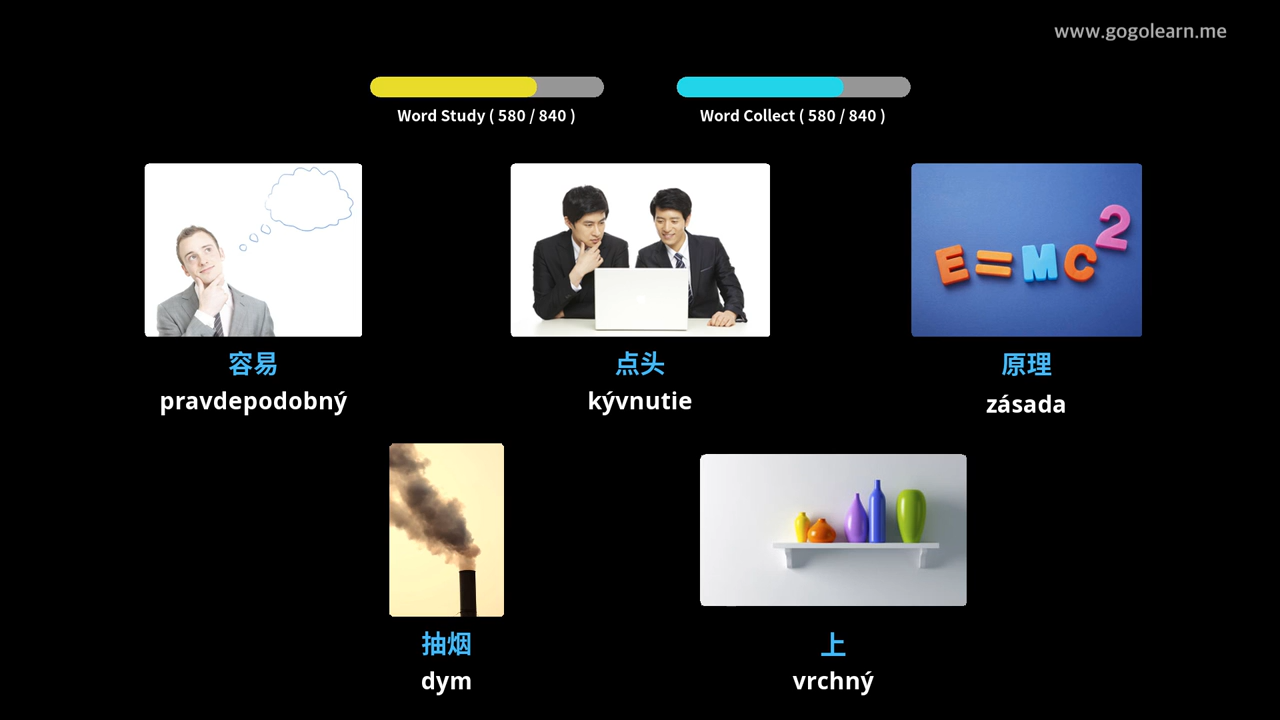 www.gogolearn.me
Word Study ( 580 / 840 )
Word Collect ( 580 / 840 )
容易
pravdepodobný
点头
kývnutie
E=MC2
原理
zásada
抽烟
dym
上
vrchný